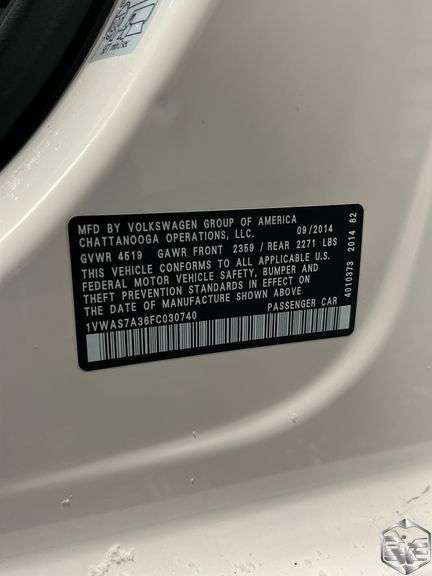 MFD BY VOLKSWAGEN GROUP OF AMERICA
CHATTANOOGA OPERATIONS, LLC. 09/2014
GVWR 4519 GAWR FRONT 2359 / REAR 2271 LBS
THIS VEHICLE CONFORMS TO ALL APPLICABLE U.S.
FEDERAL MOTOR VEHICLE SAFETY, BUMPER AND
THEFT PREVENTION STANDARDS IN EFFECT ON
THE DATE OF MANUFACTURE SHOWN ABOVE.
1VWAS7A36FC030740 PASSENGER CAR
4010373 2014 62